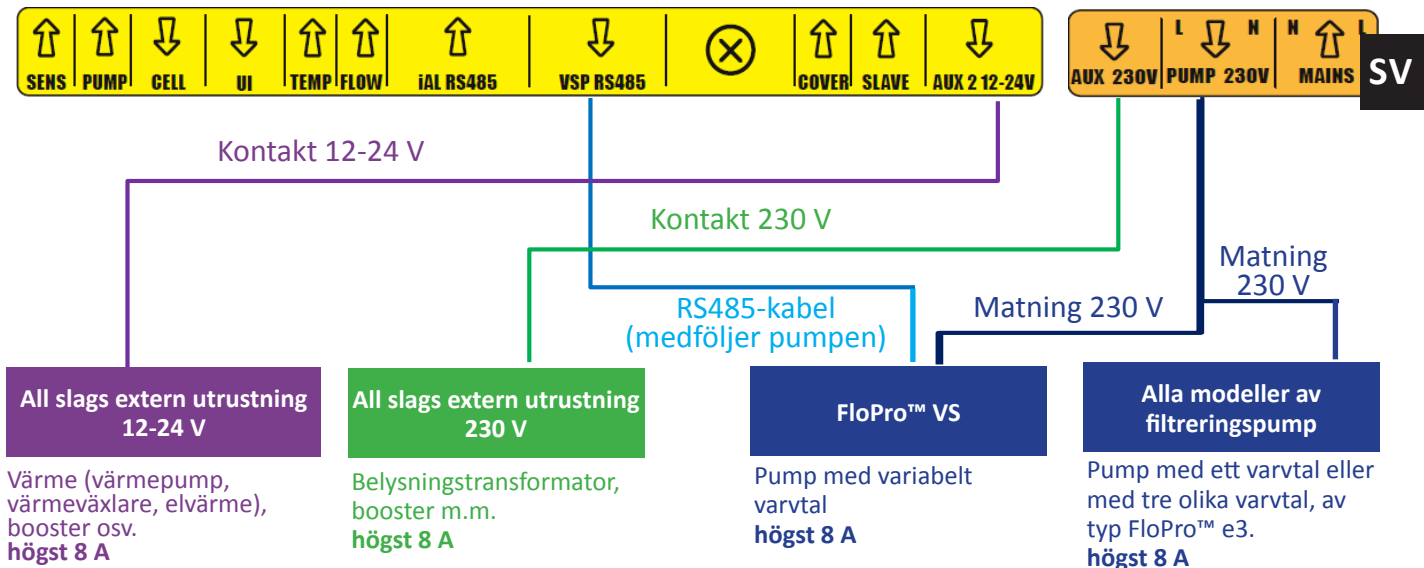 SENS PUMP CELL UI TEMP FLOW iAL RS485 VSP RS485 COVER SLAVE AUX 2 12-24V
L N N L
AUX 230V PUMP 230V MAINS
SV
Kontakt 12-24 V
Kontakt 230 V
RS485-kabel
(medföljer pumpen)
Matning 230 V
Matning
230 V
All slags extern utrustning
12-24 V
Värme (värmepump,
värmeväxlare, elvärme),
booster osv.
högst 8 A
All slags extern utrustning
230 V
Belysningstransformator,
booster m.m.
högst 8 A
FloPro™ VS
Pump med variabelt
varvtal
högst 8 A
Alla modeller av
filtreringspump
Pump med ett varvtal eller
med tre olika varvtal, av
typ FloPro™ e3.
högst 8 A